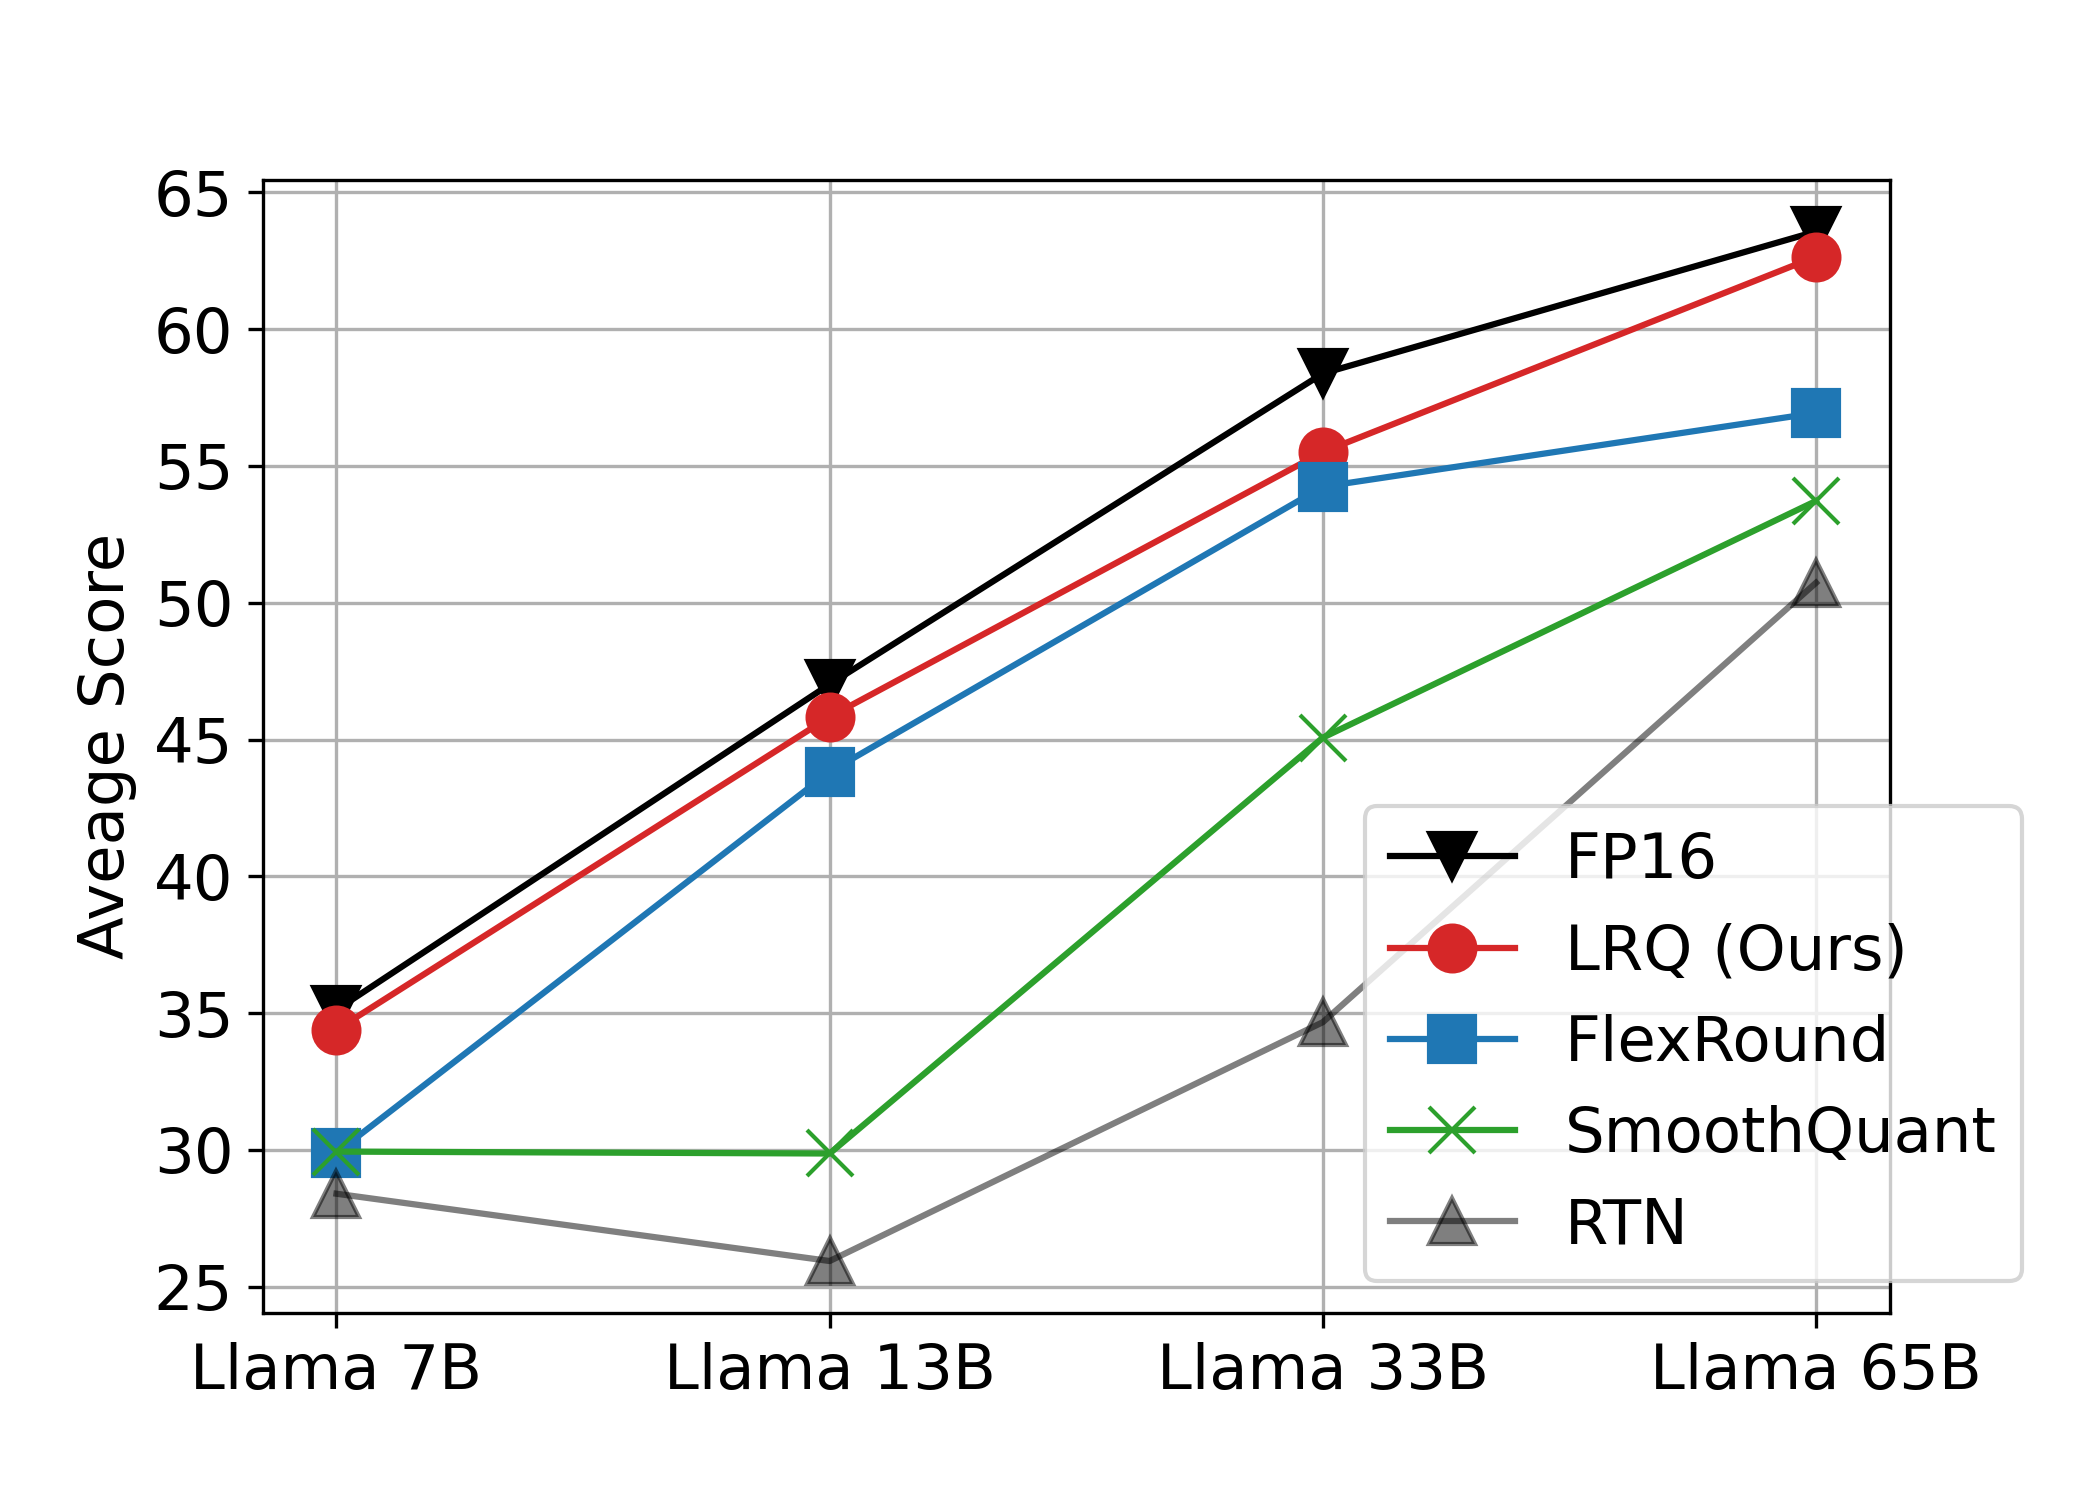 65
60
55
50
45
40
35
30
25
Aveage Score
FP16
LRQ (Ours)
FlexRound
SmoothQuant
RTN
Llama 7B
Llama 13B
Llama 33B
Llama 65B